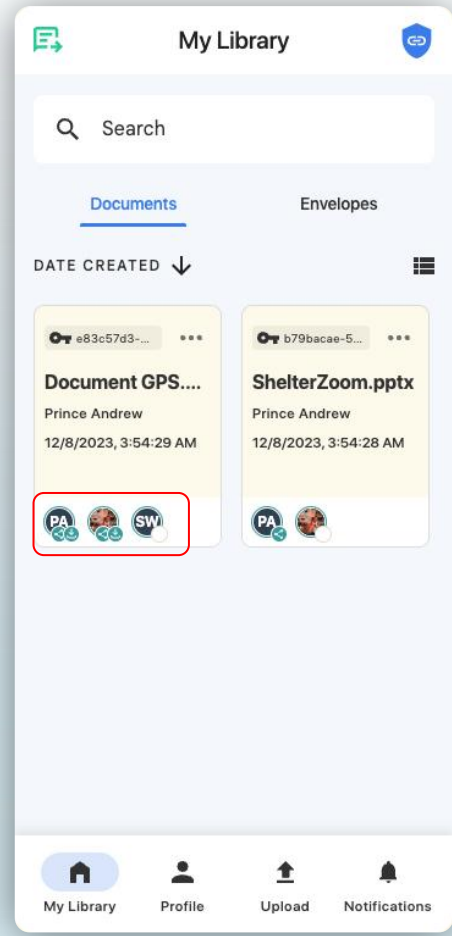 My Library
Search
Documents Envelopes
DATE CREATED
e83c57d3-...
Document GPS....
Prince Andrew
12/8/2023, 3:54:29 AM
PA SW
b79bacae-5...
ShelterZoom.pptx
Prince Andrew
12/8/2023, 3:54:28 AM
PA
My Library Profile Upload Notifications